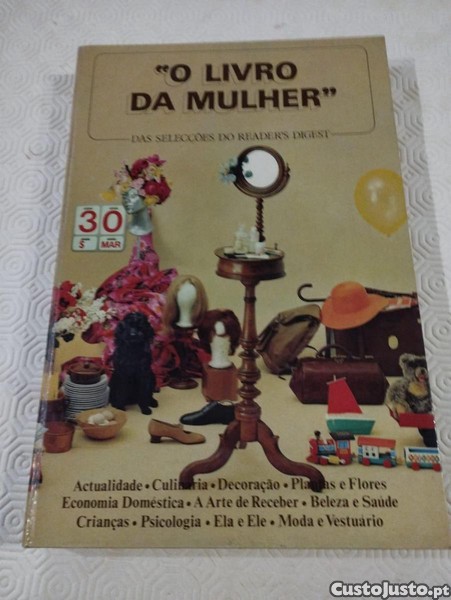 "O LIVRO
DA MULHER"
DAS SELECÇÕES DO READER'S DIGEST
30
S MAR
Actualidade • Culinária • Decoração • Plantas e Flores
Economia Doméstica • A Arte de Receber • Beleza e Saúde
Crianças • Psicologia • Ela e Ele • Moda e Vestuário
CustoJusto.pt